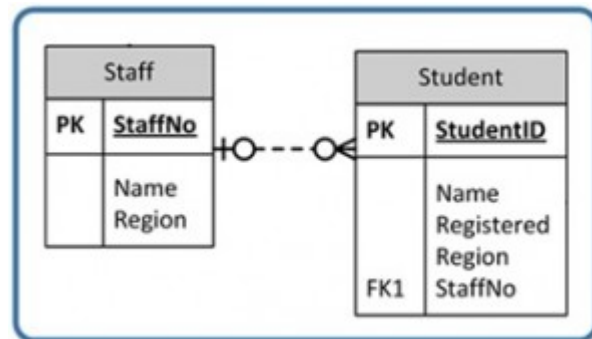 Staff
PK StaffNo
Name
Region
Student
PK StudentID
Name
Registered
Region
FK1 StaffNo